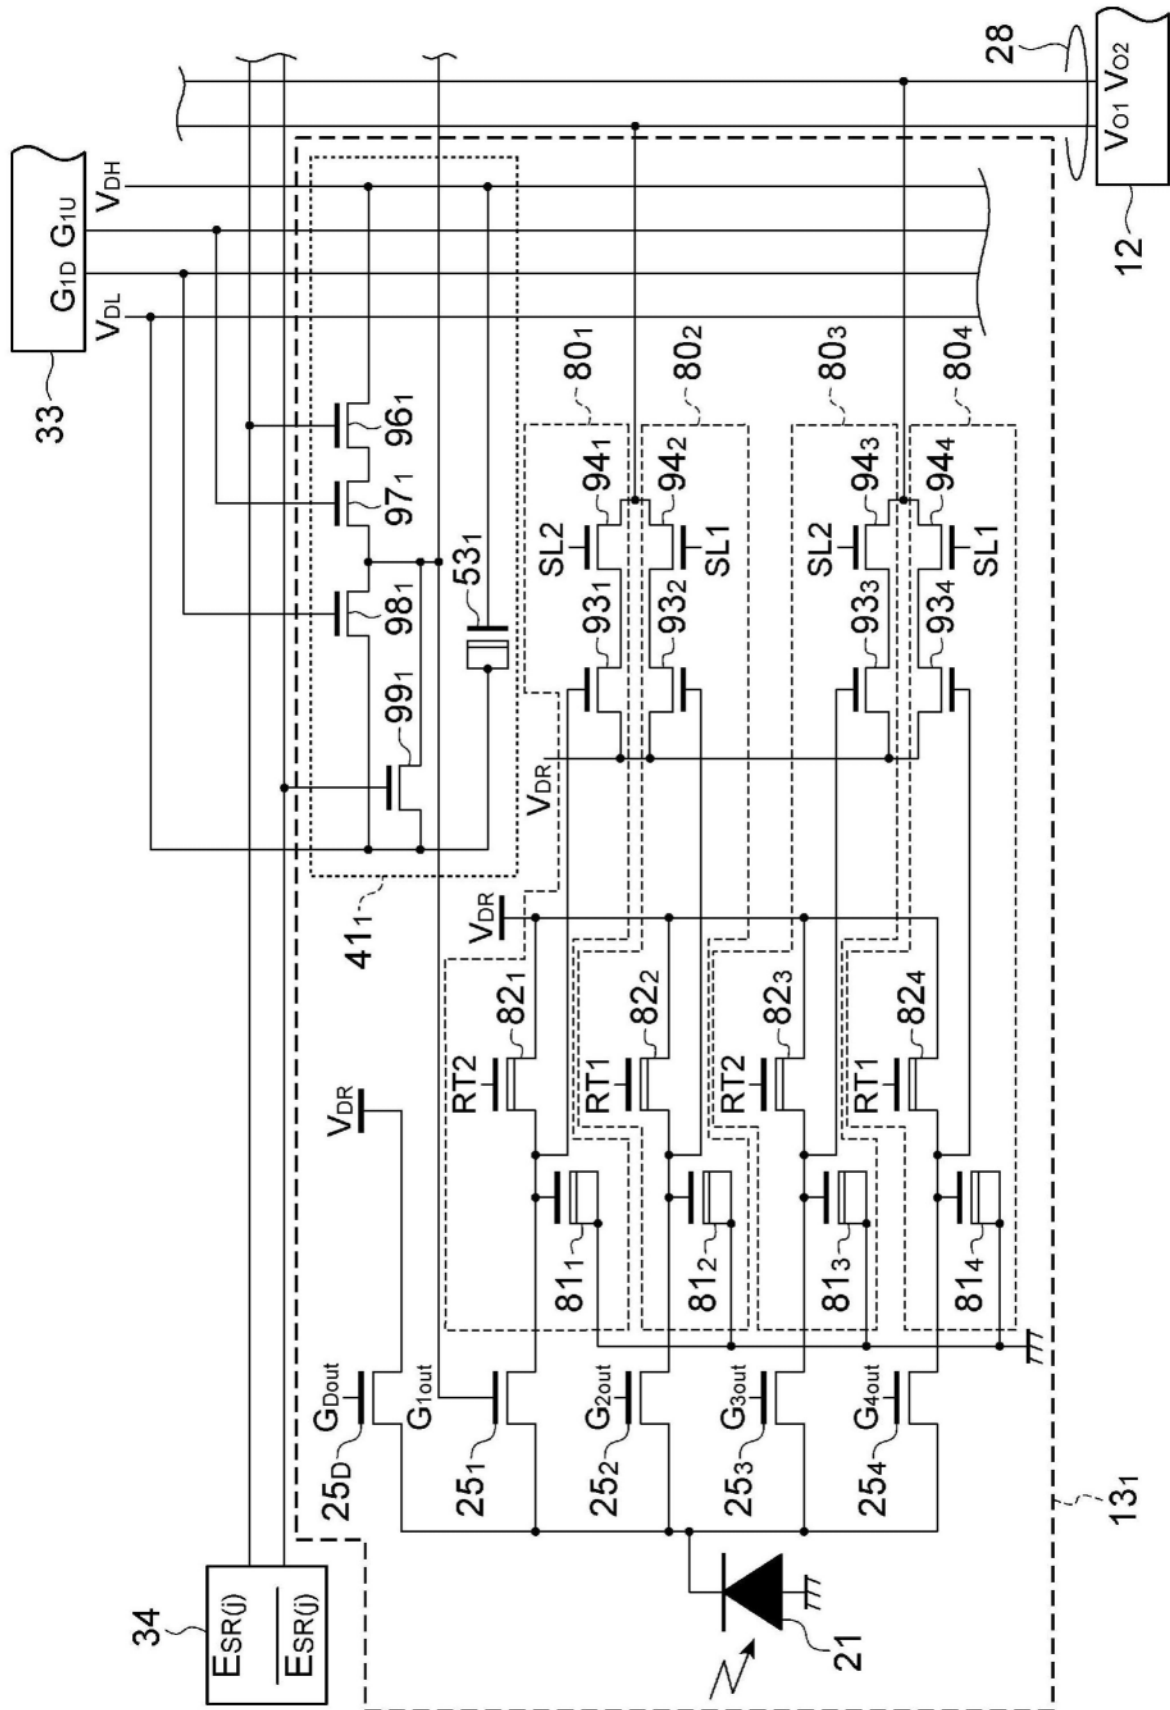 33
G1D G1U
VDL
VDH
34
ESR(j)
ESR(j)
961
971
981
991
531
411
28
VO1 VO2
12
VDR
GDout
25D
G1out
251
G2out
252
G3out
253
G4out
254
VDR
RT2
821
RT1
822
RT2
823
RT1
824
811
812
813
814
VDR
801
802
803
804
SL2
941
931
942
932
SL1
SL2
943
933
944
934
SL1
21
131